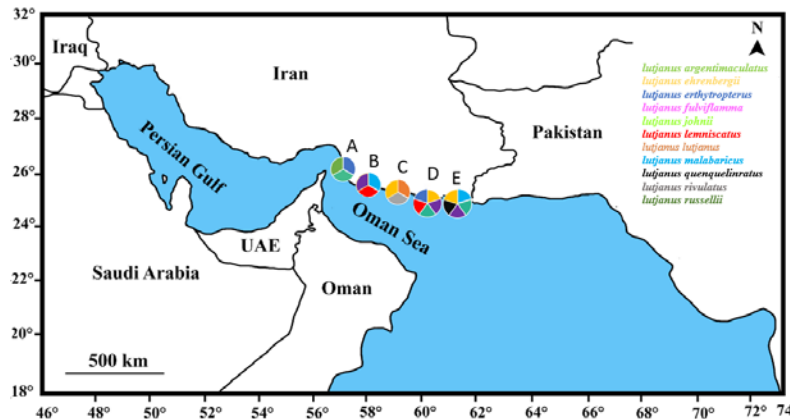 32°
Iraq
N
30°
Iran
lutjanus argentimaculatus
lutjanus ehrenbergii
28°
lutjanus erthytropterus
lutjanus fulviflamma
Pakistan
lutjanus johnii
Persian Gulf
A
lutjanus lemniscatus
26°
B
C
D
E
lutjamus lutjanus
lutjanus malabaricus
lutjanus quenquelinratus
24°
Oman Sea
lutjanus rivulatus
UAE
lutjanus russellii
Saudi Arabia
Oman
22°
20°
500 km
18°
46° 48° 50° 52° 54° 56° 58° 60° 62° 64° 66° 68° 70° 72° 74